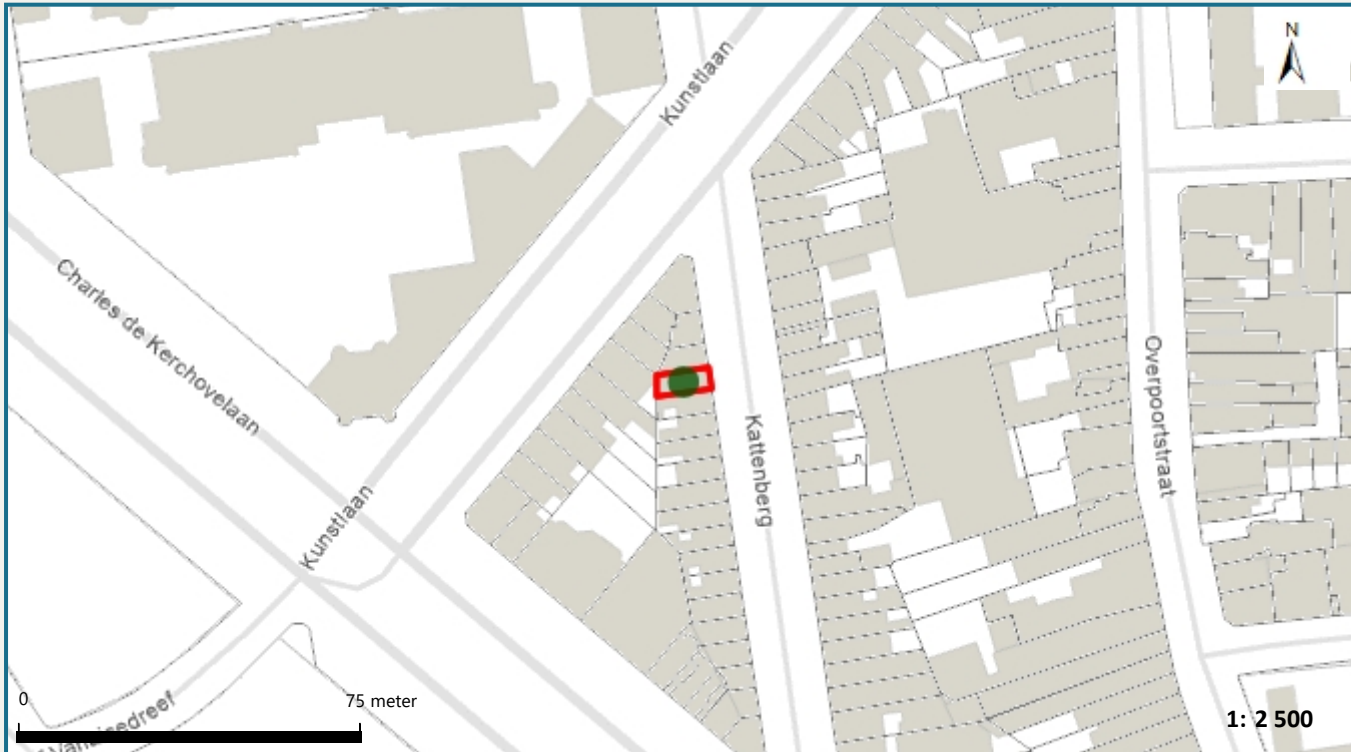 N
Kunstlaan
Charles de Kerchovelaan
Overpoortstraat
Kattenberg
Kunstlaan
0
75 meter
1: 2 500